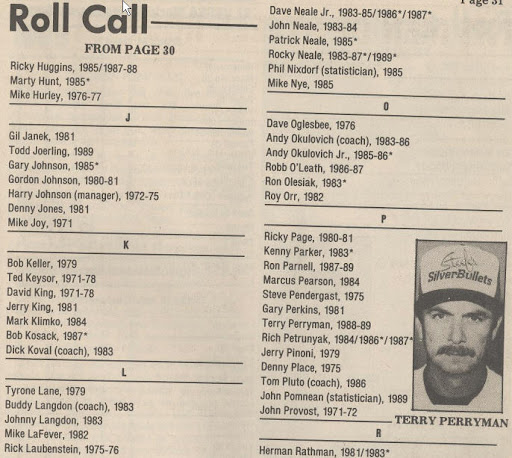 Roll Call
FROM PAGE 30
Ricky Huggins, 1985/1987-88
Marty Hunt, 1985*
Mike Hurley, 1976-77
J
Gil Janek, 1981
Todd Joerling, 1989
Gary Johnson, 1985*
Gordon Johnson, 1980-81
Harry Johnson (manager), 1972-75
Denny Jones, 1981
Mike Joy, 1971
K
Bob Keller, 1979
Ted Keysor, 1971-78
David King, 1971-78
Jerry King, 1981
Mark Klimko, 1984
Bob Kosack, 1987*
Dick Koval (coach), 1983
L
Tyrone Lane, 1979
Buddy Langdon (coach), 1983
Johnny Langdon, 1983
Mike LaFever, 1982
Rick Laubenstein, 1975-76
Page 31
Dave Neale Jr., 1983-85/1986*/1987*
John Neale, 1983-84
Patrick Neale, 1985*
Rocky Neale, 1983-87*/1989*
Phil Nixdorf (statistician), 1985
Mike Nye, 1985
O
Dave Oglesbee, 1976
Andy Okulovich (coach), 1983-86
Andy Okulovich Jr., 1985-86*
Robb O'Leath, 1986-87
Ron Olesiak, 1983*
Roy Orr, 1982
P
Ricky Page, 1980-81
Kenny Parker, 1983*
Ron Parnell, 1987-89
Marcus Pearson, 1984
Steve Pendergast, 1975
Gary Perkins, 1981
Terry Perryman, 1988-89
Rich Petrunyak, 1984/1986*/1987*
Jerry Pinoni, 1979
Denny Place, 1975
Tom Pluto (coach), 1986
John Pomnean (statistician), 1989
John Provost, 1971-72
Steele's
Silver Bullets
TERRY PERRYMAN
R
Herman Rathman, 1981/1983*